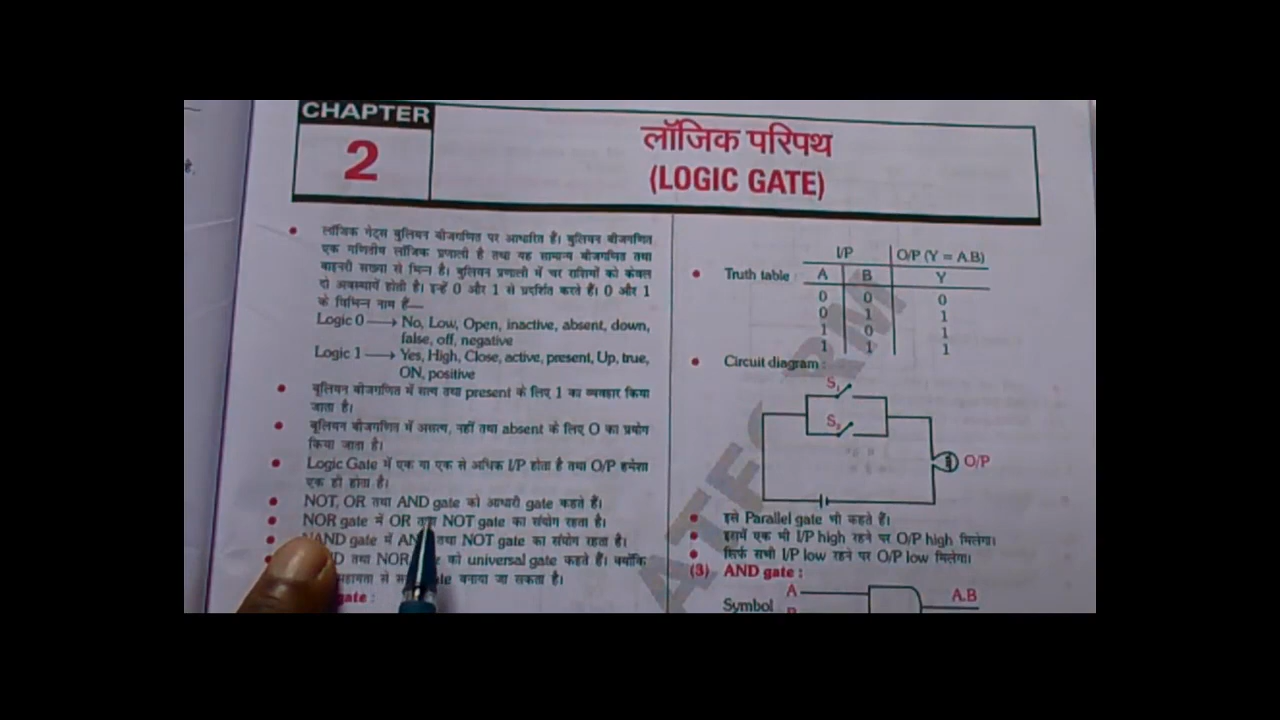 CHAPTER
2
लॉजिक परिपथ
(LOGIC GATE)
लॉजिक गेट्स बुलियन बीजगणित पर आधारित है। बुलियन बीजगणित
एक गणितीय लॉजिक प्रणाली है तथा यह सामान्य बीजगणित तथा
बाइनरी संख्या से भिन्न है। बुलियन प्रणाली में चर राशियों को केवल
दो अवस्थायें होती है। इन्हें 0 और 1 से प्रदर्शित करते हैं। 0 और 1
के विभिन्न नाम हैं—
Logic 0 → No, Low, Open, inactive, absent, down,
false, off, negative
Logic 1 → Yes, High, Close, active, present, Up, true,
ON, positive
बूलियन बीजगणित में सत्य तथा present के लिए 1 का व्यवहार किया
जाता है।
बूलियन बीजगणित में असत्य, नहीं तथा absent के लिए O का प्रयोग
किया जाता है।
Logic Gate में एक या एक से अधिक I/P होता है तथा O/P हमेशा
एक ही होता है।
NOT, OR तथा AND gate को आधारी gate कहते हैं।
NOR gate में OR NOT gate का संयोग रहता है।
NAND gate में तथा NOT gate का संयोग रहता है।
तथा NOR को universal gate कहते हैं। क्योंकि
से बनाया जा सकता है।
gate :
I/P O/P (Y = A.B)
Truth table : A B Y
0 0 0
0 1 1
1 0 1
1 1 1
Circuit diagram :
S1
S2
O/P
इसे Parallel gate भी कहते हैं।
इसमें एक भी I/P high रहने पर O/P high मिलेगा।
सिर्फ सभी I/P low रहने पर O/P low मिलेगा।
(3) AND gate :
A A.B
Symbol
B